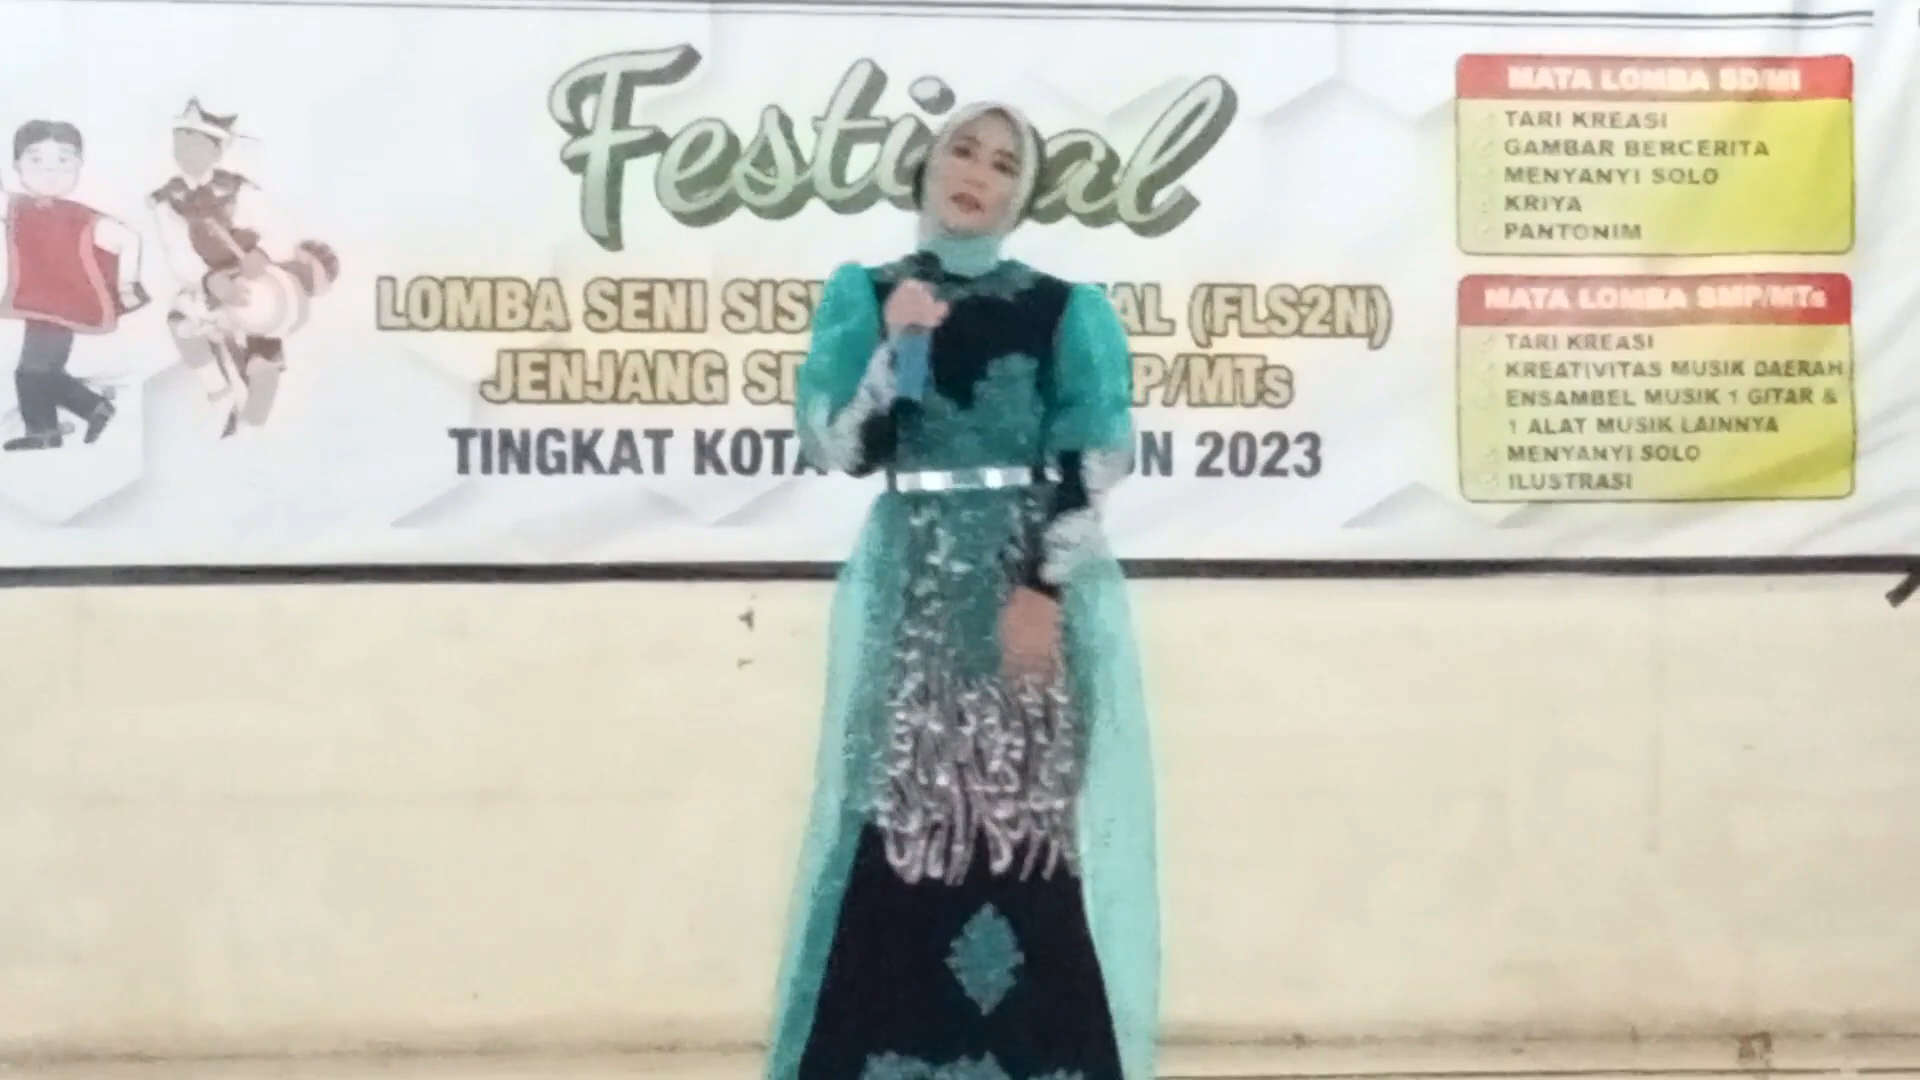 Festival
LOMBA SENI SIS AL (FLS2N)
JENJANG SD P/MTs
TINGKAT KOTA UN 2023
MATA LOMBA SD/MI
TARI KREASI
GAMBAR BERCERITA
MENYANYI SOLO
KRIYA
PANTONIM
MATA LOMBA SMP/MTs
TARI KREASI
KREATIVITAS MUSIK DAERAH
ENSAMBEL MUSIK 1 GITAR &
1 ALAT MUSIK LAINNYA
MENYANYI SOLO
ILUSTRASI